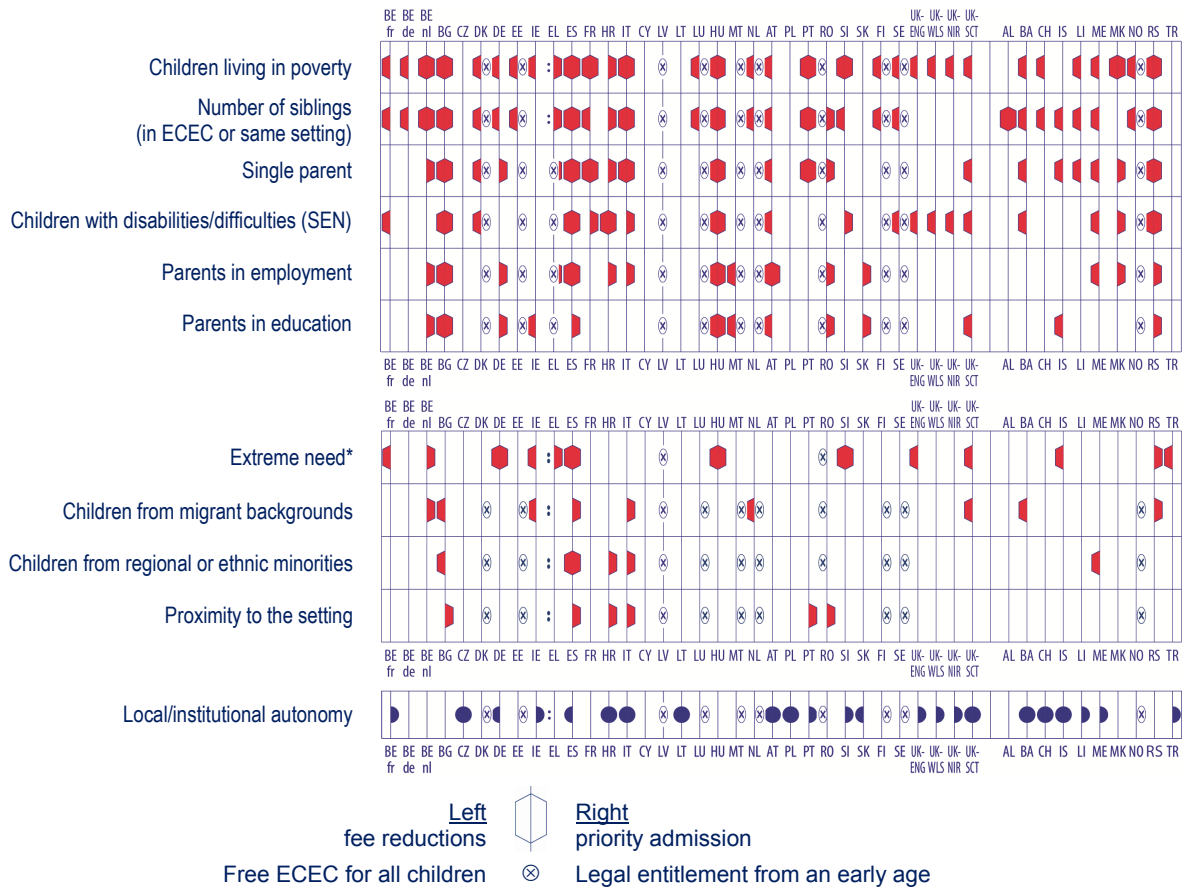 BE BE BE UK- UK- UK- UK-
fr de nl BG CZ DK DE EE IE EL ES FR HR IT CY LV LT LU HU MT NL AT PL PT RO SI SK FI SE ENG WLS NIR SCT AL BA CH IS LI ME MK NO RS TR
Children living in poverty
Number of siblings
(in ECEC or same setting)
Single parent
Children with disabilities/difficulties (SEN)
Parents in employment
Parents in education
BE BE BE BG CZ DK DE EE IE EL ES FR HR IT CY LV LT LU HU MT NL AT PL PT RO SI SK FI SE UK- UK- UK- UK- AL BA CH IS LI ME MK NO RS TR
fr de nl ENG WLS NIR SCT
BE BE BE UK- UK- UK- UK-
fr de nl BG CZ DK DE EE IE EL ES FR HR IT CY LV LT LU HU MT NL AT PL PT RO SI SK FI SE ENG WLS NIR SCT AL BA CH IS LI ME MK NO RS TR
Extreme need*
Children from migrant backgrounds
Children from regional or ethnic minorities
Proximity to the setting
BE BE BE BG CZ DK DE EE IE EL ES FR HR IT CY LV LT LU HU MT NL AT PL PT RO SI SK FI SE UK- UK- UK- UK- AL BA CH IS LI ME MK NO RS TR
fr de nl ENG WLS NIR SCT
Local/institutional autonomy
BE BE BE BG CZ DK DE EE IE EL ES FR HR IT CY LV LT LU HU MT NL AT PL PT RO SI SK FI SE UK- UK- UK- UK- AL BA CH IS LI ME MK NO RS TR
fr de nl ENG WLS NIR SCT
Left Right
fee reductions priority admission
Free ECEC for all children ⊗ Legal entitlement from an early age